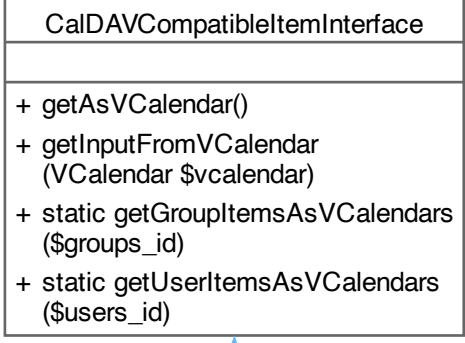 CalDAVCompatibleItemInterface
+ getAsVCalendar()
+ getInputFromVCalendar
(VCalendar $vcalendar)
+ static getGroupItemsAsVCalendars
($groups_id)
+ static getUserItemsAsVCalendars
($users_id)